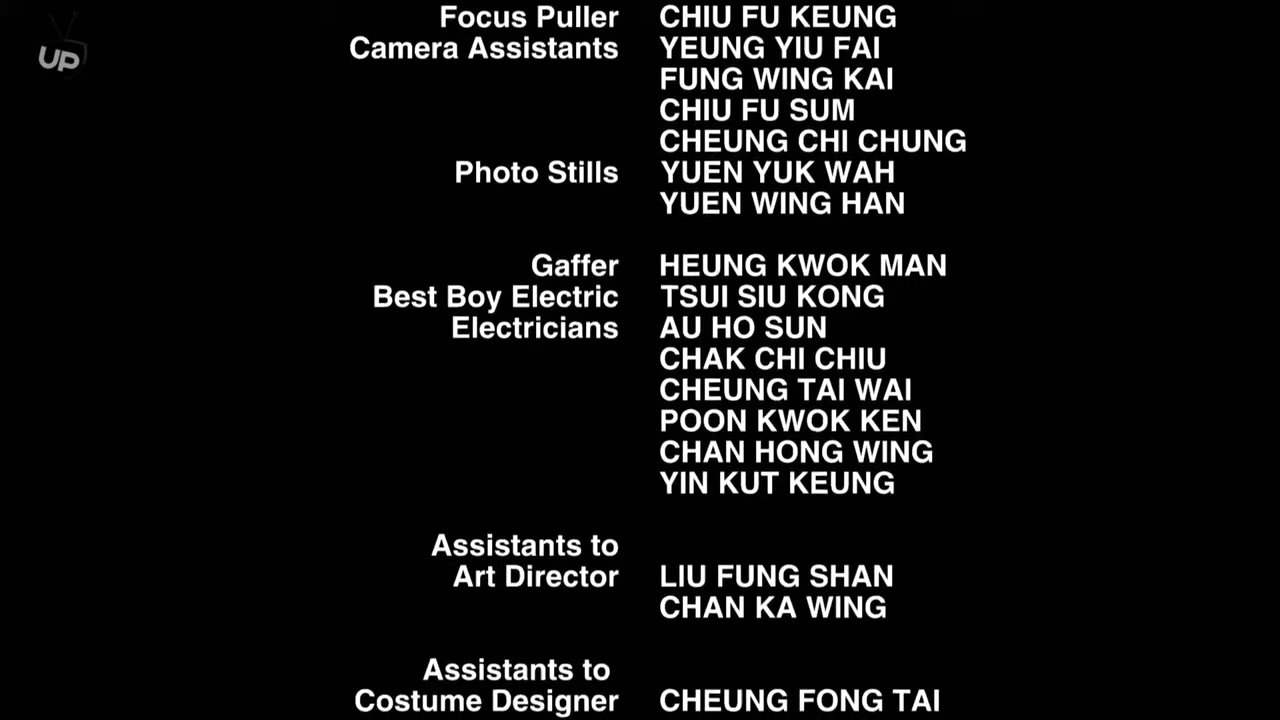 Focus Puller CHIU FU KEUNG
UP
Camera Assistants YEUNG YIU FAI
FUNG WING KAI
CHIU FU SUM
CHEUNG CHI CHUNG
Photo Stills YUEN YUK WAH
YUEN WING HAN
Gaffer HEUNG KWOK MAN
Best Boy Electric TSUI SIU KONG
Electricians AU HO SUN
CHAK CHI CHIU
CHEUNG TAI WAI
POON KWOK KEN
CHAN HONG WING
YIN KUT KEUNG
Assistants to
Art Director LIU FUNG SHAN
CHAN KA WING
Assistants to
Costume Designer CHEUNG FONG TAI